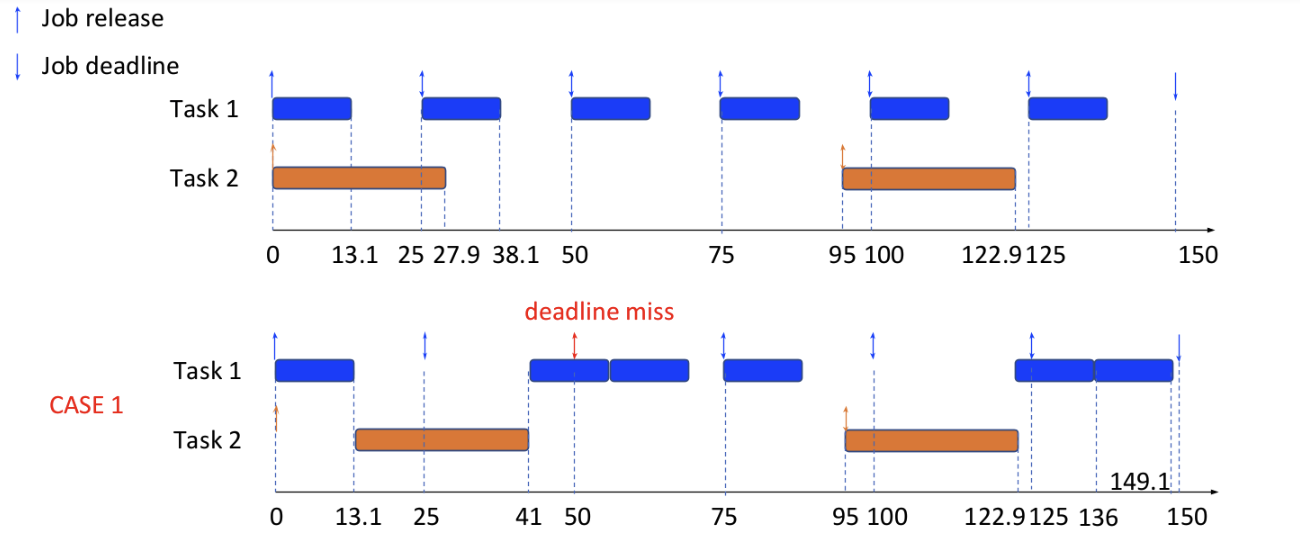 Job release
Job deadline
Task 1
Task 2
0 13.1 25 27.9 38.1 50 75 95 100 122.9 125 150
deadline miss
Task 1
CASE 1
Task 2
149.1
0 13.1 25 41 50 75 95 100 122.9 125 136 150